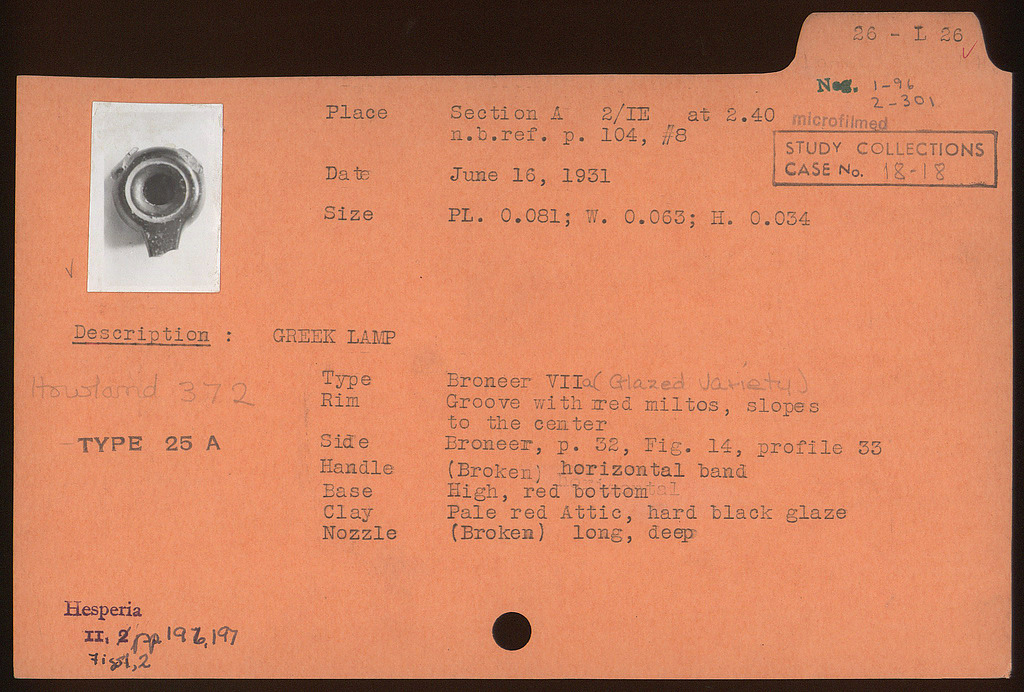 26 - L 26
Neg. 1-96
2-301
microfilmed
STUDY COLLECTIONS
CASE No. 18-18
Place Section A 2/IE at 2.40
n.b.ref. p. 104, #8
Date June 16, 1931
Size PL. 0.081; W. 0.063; H. 0.034
Description : GREEK LAMP
Howland 372
TYPE 25 A
Type Broneer VIIa (Glazed Variety)
Rim Groove with red miltos, slopes
to the center
Side Broneer, p. 32, Fig. 14, profile 33
Handle (Broken) horizontal band
Base High, red bottom
Clay Pale red Attic, hard black glaze
Nozzle (Broken) long, deep
Hesperia
II, 2 pp 196, 197
Figs 1, 2